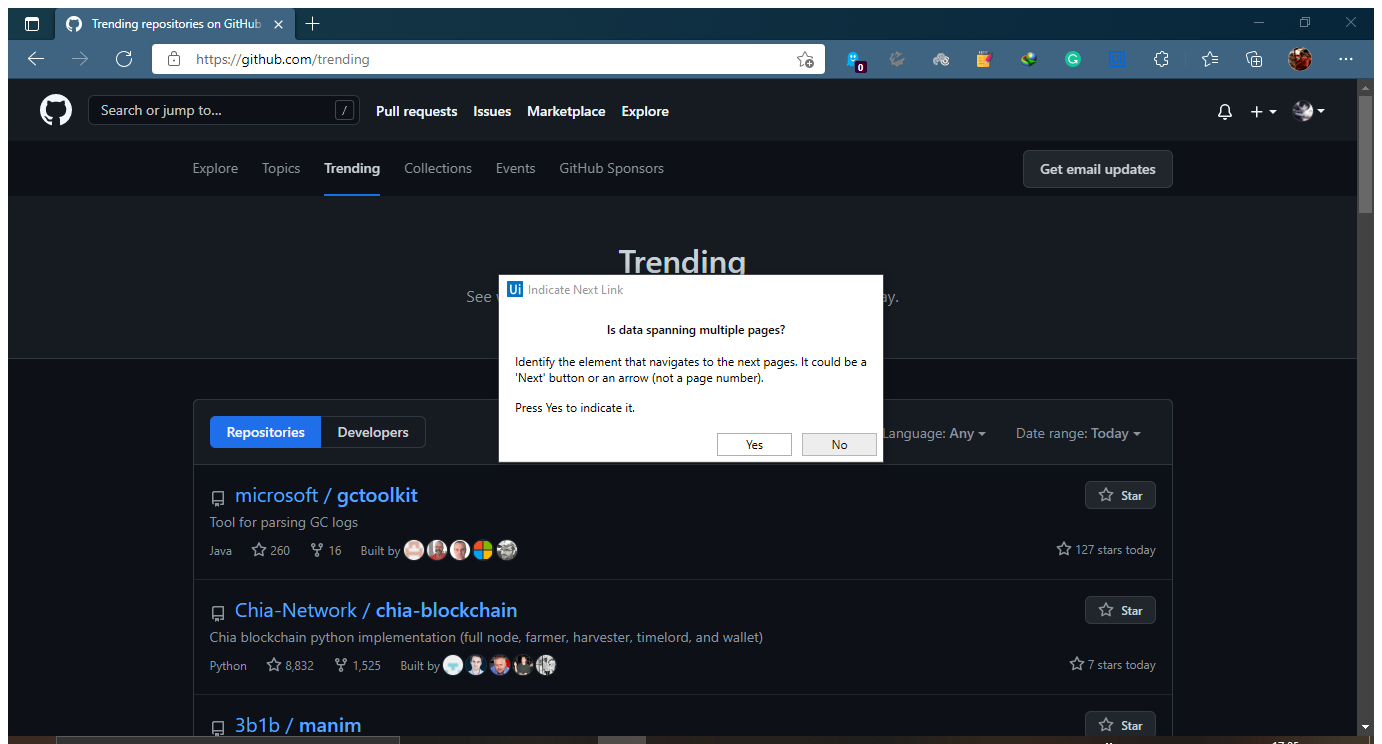 Trending repositories on GitHub
https://github.com/trending
0
Search or jump to... /
Pull requests Issues Marketplace Explore
Explore Topics Trending Collections Events GitHub Sponsors
Get email updates
Trending
See ay.
Ui Indicate Next Link
Is data spanning multiple pages?
Identify the element that navigates to the next pages. It could be a
'Next' button or an arrow (not a page number).
Press Yes to indicate it.
Yes No
Repositories Developers
Language: Any Date range: Today
microsoft / gctoolkit
Star
Tool for parsing GC logs
Java 260 16 Built by
127 stars today
Chia-Network / chia-blockchain
Star
Chia blockchain python implementation (full node, farmer, harvester, timelord, and wallet)
Python 8,832 1,525 Built by
7 stars today
3b1b / manim
Star